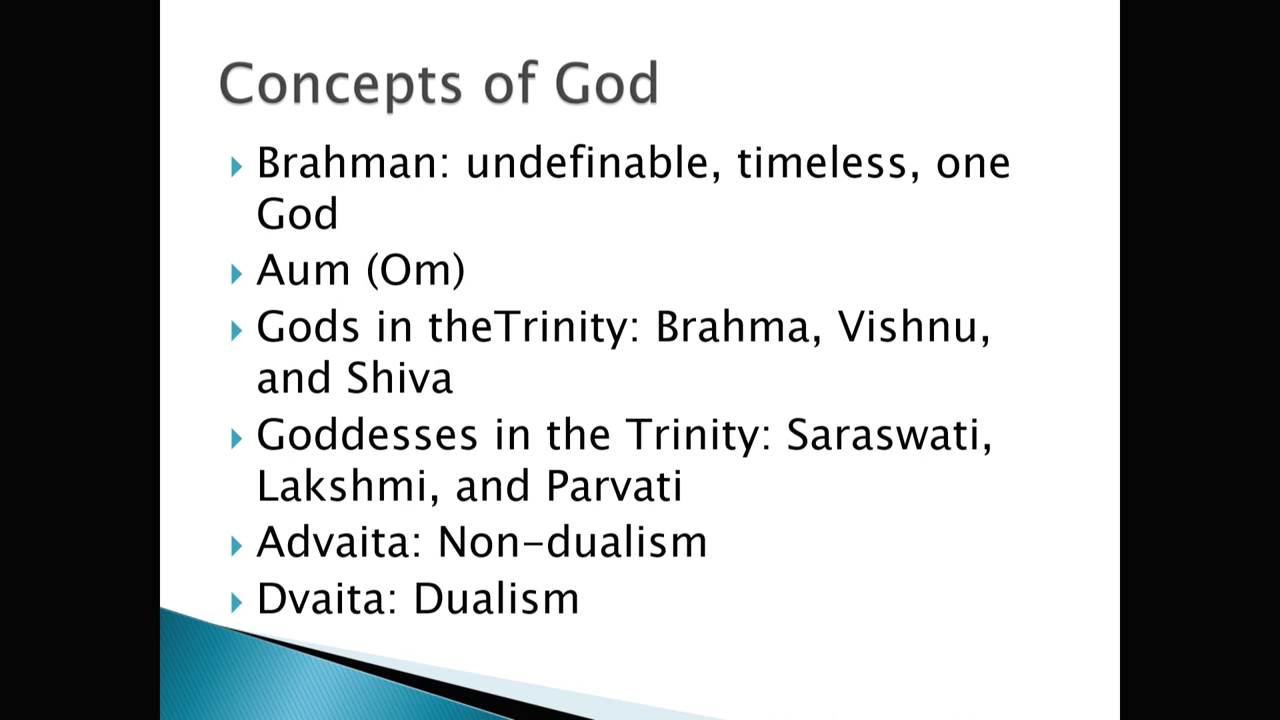 Concepts of God
Brahman: undefinable, timeless, one
God
Aum (Om)
Gods in theTrinity: Brahma, Vishnu,
and Shiva
Goddesses in the Trinity: Saraswati,
Lakshmi, and Parvati
Advaita: Non-dualism
Dvaita: Dualism